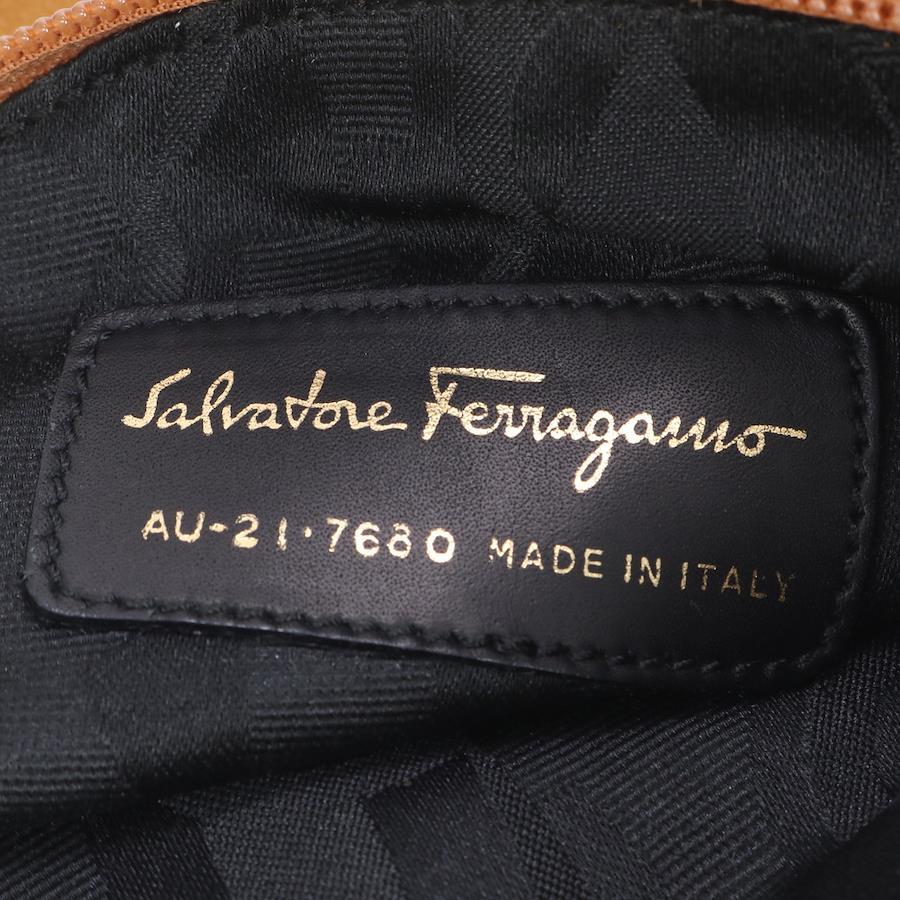 Salvatore Ferragamo
AU-21·7680 MADE IN ITALY